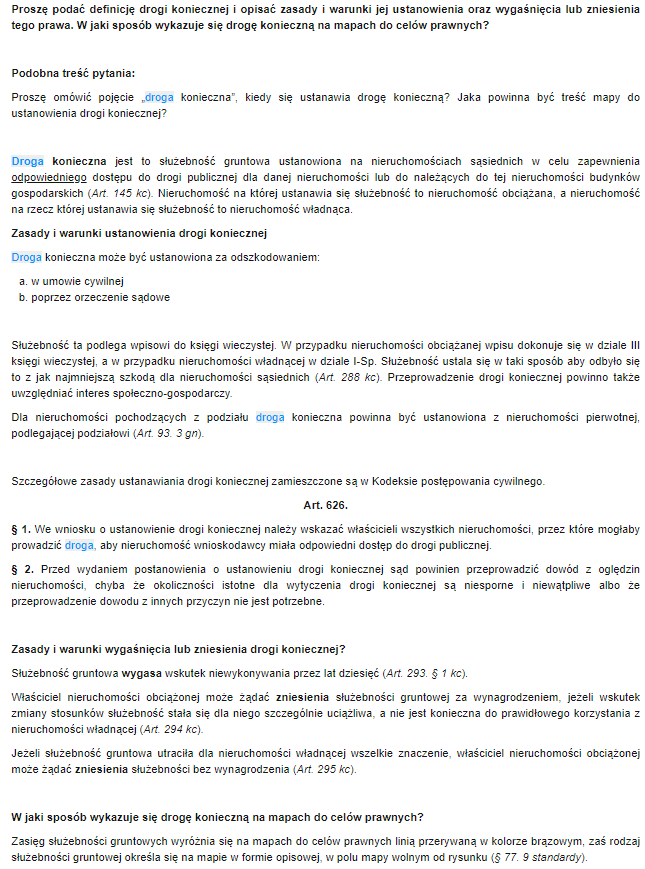 Proszę podać definicję drogi koniecznej i opisać zasady i warunki jej ustanowienia oraz wygaśnięcia lub zniesienia
tego prawa. W jaki sposób wykazuje się drogę konieczną na mapach do celów prawnych?
Podobna treść pytania:
Proszę omówić pojęcie „droga konieczna", kiedy się ustanawia drogę konieczną? Jaka powinna być treść mapy do
ustanowienia drogi koniecznej?
Droga konieczna jest to służebność gruntowa ustanowiona na nieruchomościach sąsiednich w celu zapewnienia
odpowiedniego dostępu do drogi publicznej dla danej nieruchomości lub do należących do tej nieruchomości budynków
gospodarskich (Art. 145 kc). Nieruchomość na której ustanawia się służebność to nieruchomość obciążana, a nieruchomość
na rzecz której ustanawia się służebność to nieruchomość władnąca.
Zasady i warunki ustanowienia drogi koniecznej
Droga konieczna może być ustanowiona za odszkodowaniem:
a. w umowie cywilnej
b. poprzez orzeczenie sądowe
Służebność ta podlega wpisowi do księgi wieczystej. W przypadku nieruchomości obciążanej wpisu dokonuje się w dziale III
księgi wieczystej, a w przypadku nieruchomości władnącej w dziale I-Sp. Służebność ustala się w taki sposób aby odbyło się
to z jak najmniejszą szkodą dla nieruchomości sąsiednich (Art. 288 kc). Przeprowadzenie drogi koniecznej powinno także
uwzględniać interes społeczno-gospodarczy.
Dla nieruchomości pochodzących z podziału droga konieczna powinna być ustanowiona z nieruchomości pierwotnej,
podlegającej podziałowi (Art. 93. 3 gn).
Szczegółowe zasady ustanawiania drogi koniecznej zamieszczone są w Kodeksie postępowania cywilnego.
Art. 626.
§ 1. We wniosku o ustanowienie drogi koniecznej należy wskazać właścicieli wszystkich nieruchomości, przez które mogłaby
prowadzić droga, aby nieruchomość wnioskodawcy miała odpowiedni dostęp do drogi publicznej.
§ 2. Przed wydaniem postanowienia o ustanowieniu drogi koniecznej sąd powinien przeprowadzić dowód z oględzin
nieruchomości, chyba że okoliczności istotne dla wytyczenia drogi koniecznej są niesporne i niewątpliwe albo że
przeprowadzenie dowodu z innych przyczyn nie jest potrzebne.
Zasady i warunki wygaśnięcia lub zniesienia drogi koniecznej?
Służebność gruntowa wygasa wskutek niewykonywania przez lat dziesięć (Art. 293. § 1 kc).
Właściciel nieruchomości obciążonej może żądać zniesienia służebności gruntowej za wynagrodzeniem, jeżeli wskutek
zmiany stosunków służebność stała się dla niego szczególnie uciążliwa, a nie jest konieczna do prawidłowego korzystania z
nieruchomości władnącej (Art. 294 kc).
Jeżeli służebność gruntowa utraciła dla nieruchomości władnącej wszelkie znaczenie, właściciel nieruchomości obciążonej
może żądać zniesienia służebności bez wynagrodzenia (Art. 295 kc).
W jaki sposób wykazuje się drogę konieczną na mapach do celów prawnych?
Zasięg służebności gruntowych wyróżnia się na mapach do celów prawnych linią przerywaną w kolorze brązowym, zaś rodzaj
służebności gruntowej określa się na mapie w formie opisowej, w polu mapy wolnym od rysunku (§ 77. 9 standardy).